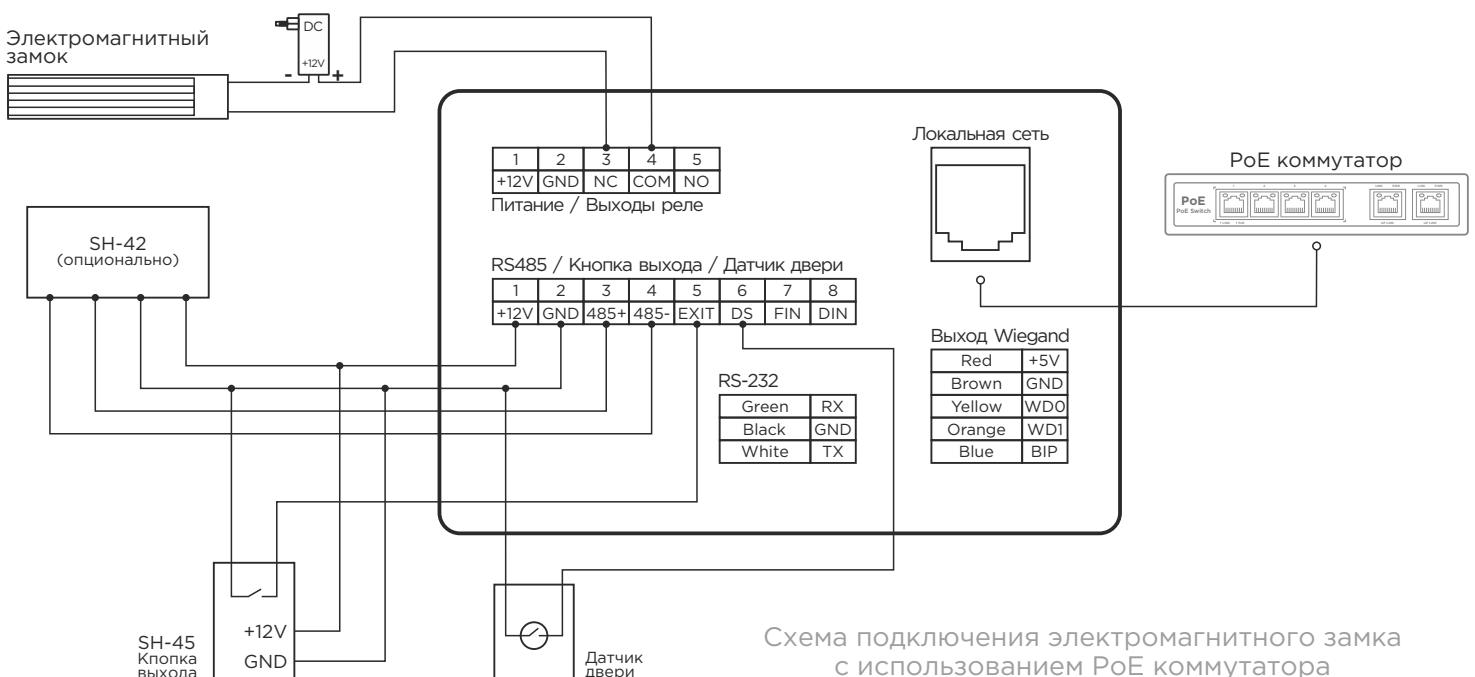 Электромагнитный
замок
DC
+12V
- +
Локальная сеть
PoE коммутатор
1 2 3 4 5
+12V GND NC COM NO
Питание / Выходы реле
PoE
PoE Switch
SH-42
(опционально)
RS485 / Кнопка выхода / Датчик двери
1 2 3 4 5 6 7 8
+12V GND 485+ 485- EXIT DS FIN DIN
Выход Wiegand
Red +5V
Brown GND
Yellow WD0
Orange WD1
Blue BIP
RS-232
Green RX
Black GND
White TX
SH-45
Кнопка
выхода
+12V
GND
Датчик
двери
Схема подключения электромагнитного замка
с использованием PoE коммутатора